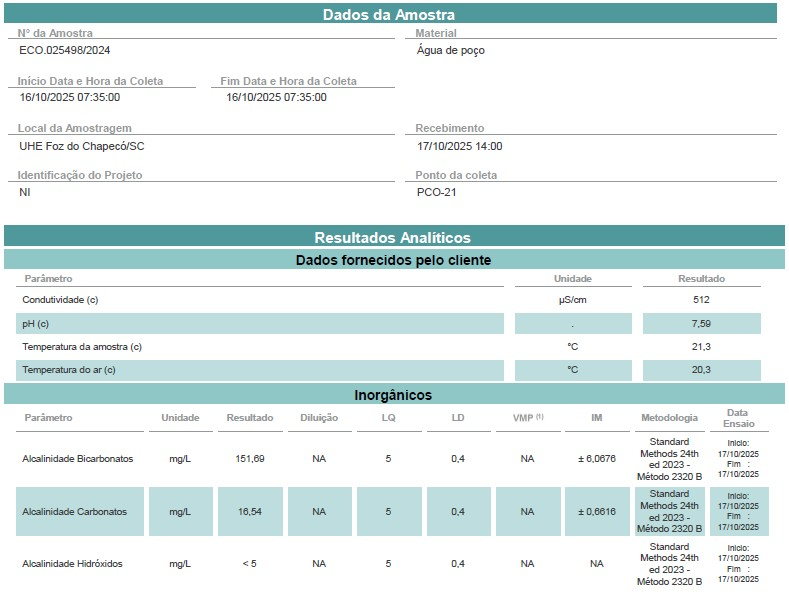 Dados da Amostra
N° da Amostra Material
ECO.025498/2024 Água de poço
Início Data e Hora da Coleta Fim Data e Hora da Coleta
16/10/2025 07:35:00 16/10/2025 07:35:00
Local da Amostragem Recebimento
UHE Foz do Chapecó/SC 17/10/2025 14:00
Identificação do Projeto Ponto da coleta
NI PCO-21
Resultados Analíticos
Dados fornecidos pelo cliente
Parâmetro Unidade Resultado
Condutividade (c) µS/cm 512
pH (c) . 7,59
Temperatura da amostra (c) °C 21,3
Temperatura do ar (c) °C 20,3
Inorgânicos
Parâmetro Unidade Resultado Diluição LQ LD VMP (1) IM Metodologia Data Ensaio
Alcalinidade Bicarbonatos mg/L 151,69 NA 5 0,4 NA ± 6,0676 Standard Methods 24th ed 2023 - Método 2320 B Início: 17/10/2025 Fim : 17/10/2025
Alcalinidade Carbonatos mg/L 16,54 NA 5 0,4 NA ± 0,6616 Standard Methods 24th ed 2023 - Método 2320 B Início: 17/10/2025 Fim : 17/10/2025
Alcalinidade Hidróxidos mg/L < 5 NA 5 0,4 NA NA Standard Methods 24th ed 2023 - Método 2320 B Início: 17/10/2025 Fim : 17/10/2025